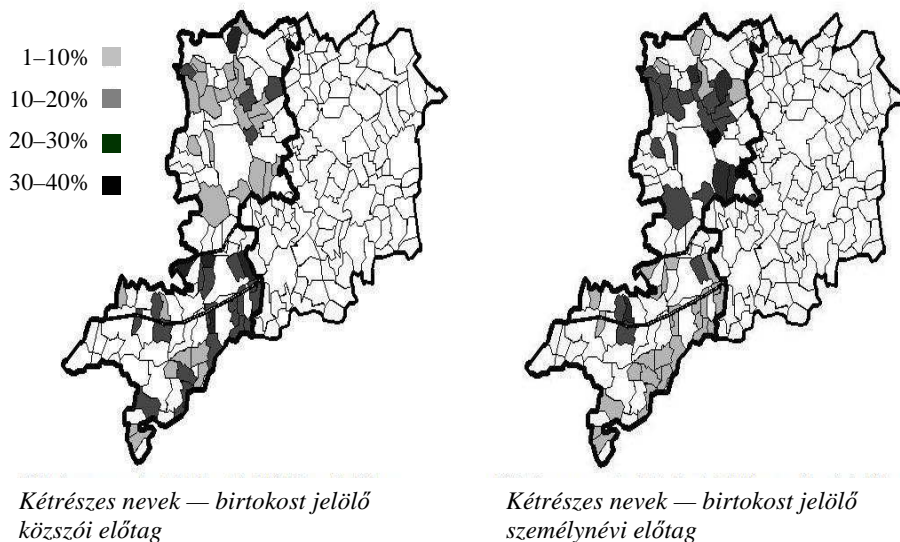 1–10%
10–20%
20–30%
30–40%
Kétrészes nevek — birtokost jelölő
közszói előtag
Kétrészes nevek — birtokost jelölő
személynévi előtag